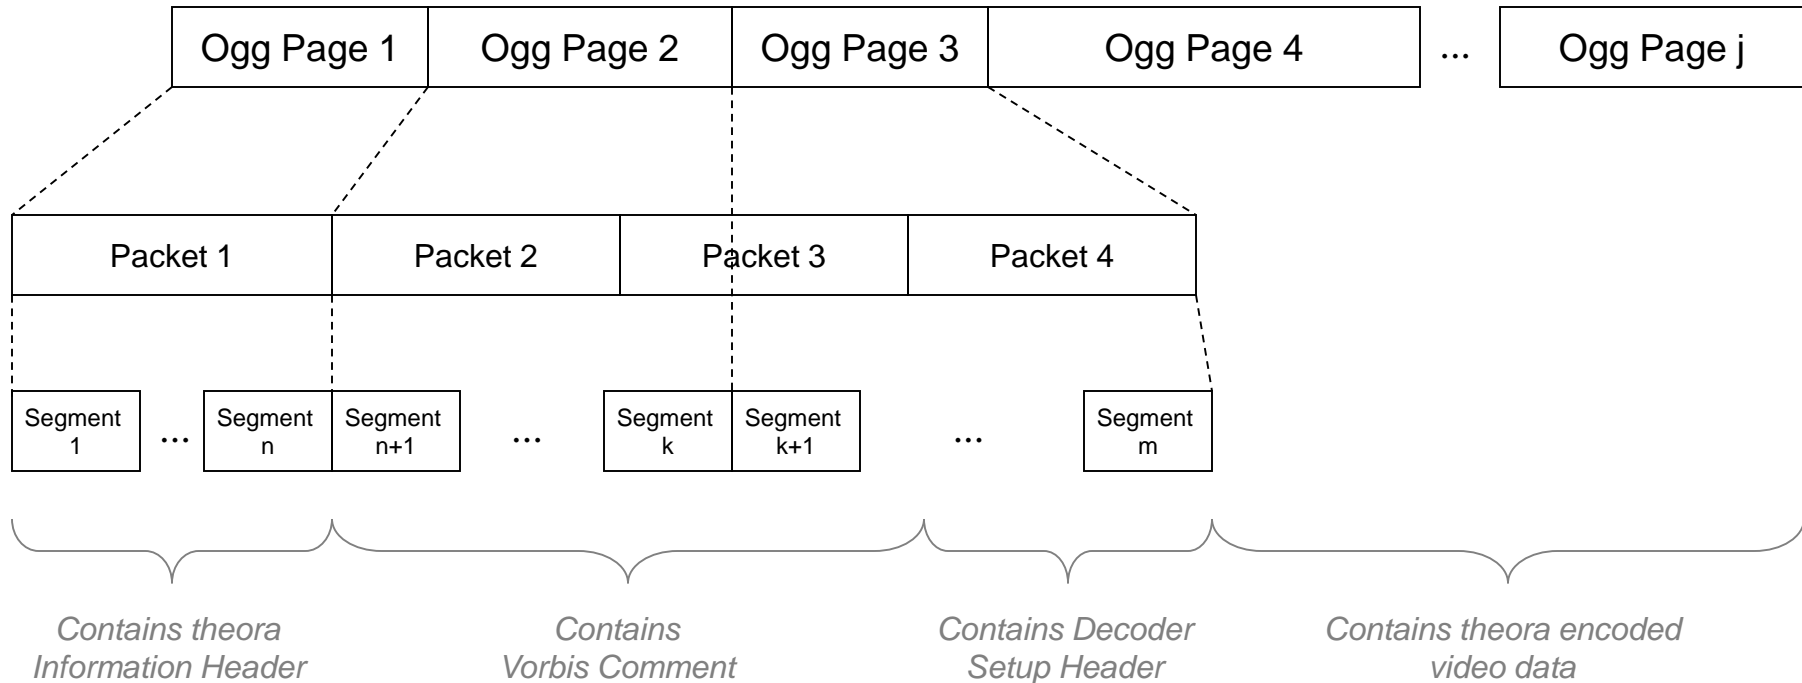 Ogg Page 1
Ogg Page 2
Ogg Page 3
Ogg Page 4
...
Ogg Page j
Packet 1
Packet 2
Packet 3
Packet 4
Segment
1
...
Segment
n
Segment
n+1
...
Segment
k
Segment
k+1
...
Segment
m
Contains theora
Information Header
Contains
Vorbis Comment
Contains Decoder
Setup Header
Contains theora encoded
video data